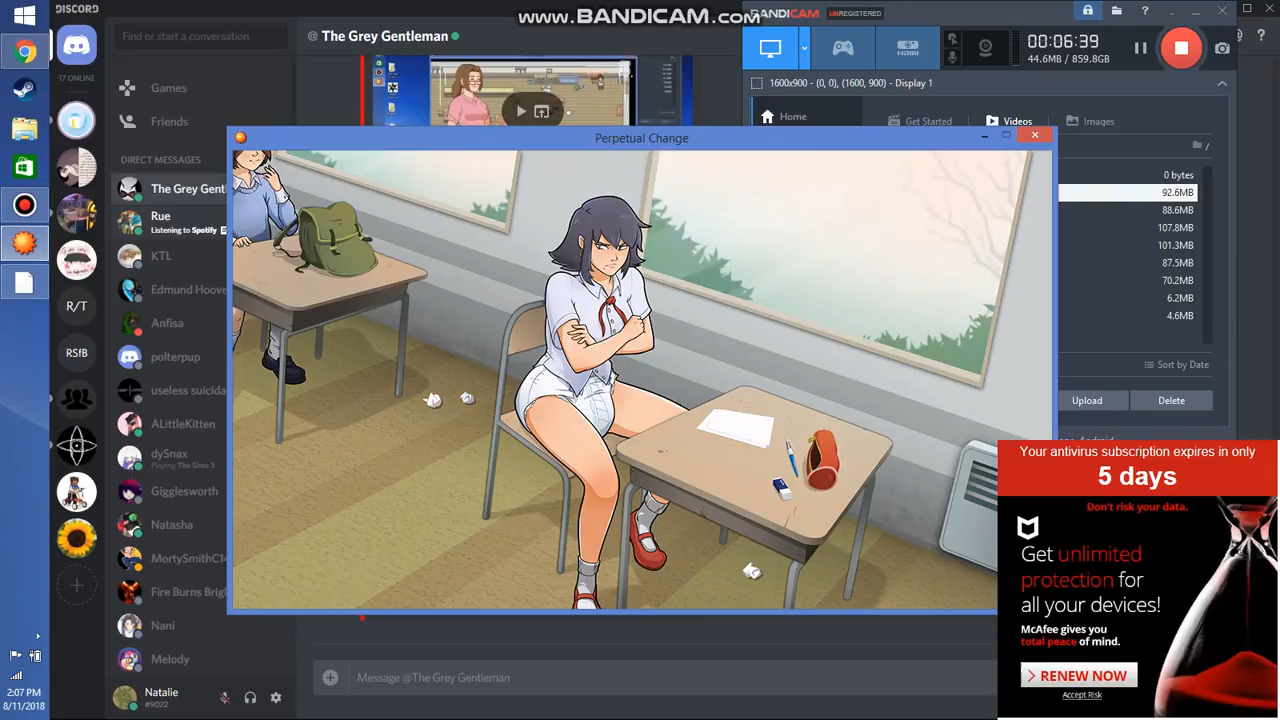 DISCORD
www.BANDICAM.com
BANDICAM UNREGISTERED
Find or start a conversation
@ The Grey Gentleman
00:06:39
44.6MB / 859.8GB
HDMI
1600x900 - (0, 0), (1600, 900) - Display 1
17 ONLINE
Games
Home
Get Started
Videos
Images
Friends
Perpetual Change
/
DIRECT MESSAGES
0 bytes
The Grey Gentl
92.6MB
88.6MB
Rue
Listening to Spotify
107.8MB
101.3MB
KTL
87.5MB
Edmund Hoove
70.2MB
6.2MB
R/T
4.6MB
Anfisa
RSfB
polterpup
Sort by Date
useless suicida
Upload
Delete
ALittleKitten
dySnax
Playing The Sims 3
Your antivirus subscription expires in only
5 days
Gigglesworth
Don't risk your data.
Natasha
Get unlimited
protection for
all your devices!
MortySmithC1
Fire Burns Brigh
McAfee gives you
total peace of mind.
Nani
Melody
Message @The Grey Gentleman
RENEW NOW
Accept Risk
2:07 PM
8/11/2018
Natalie
#9022